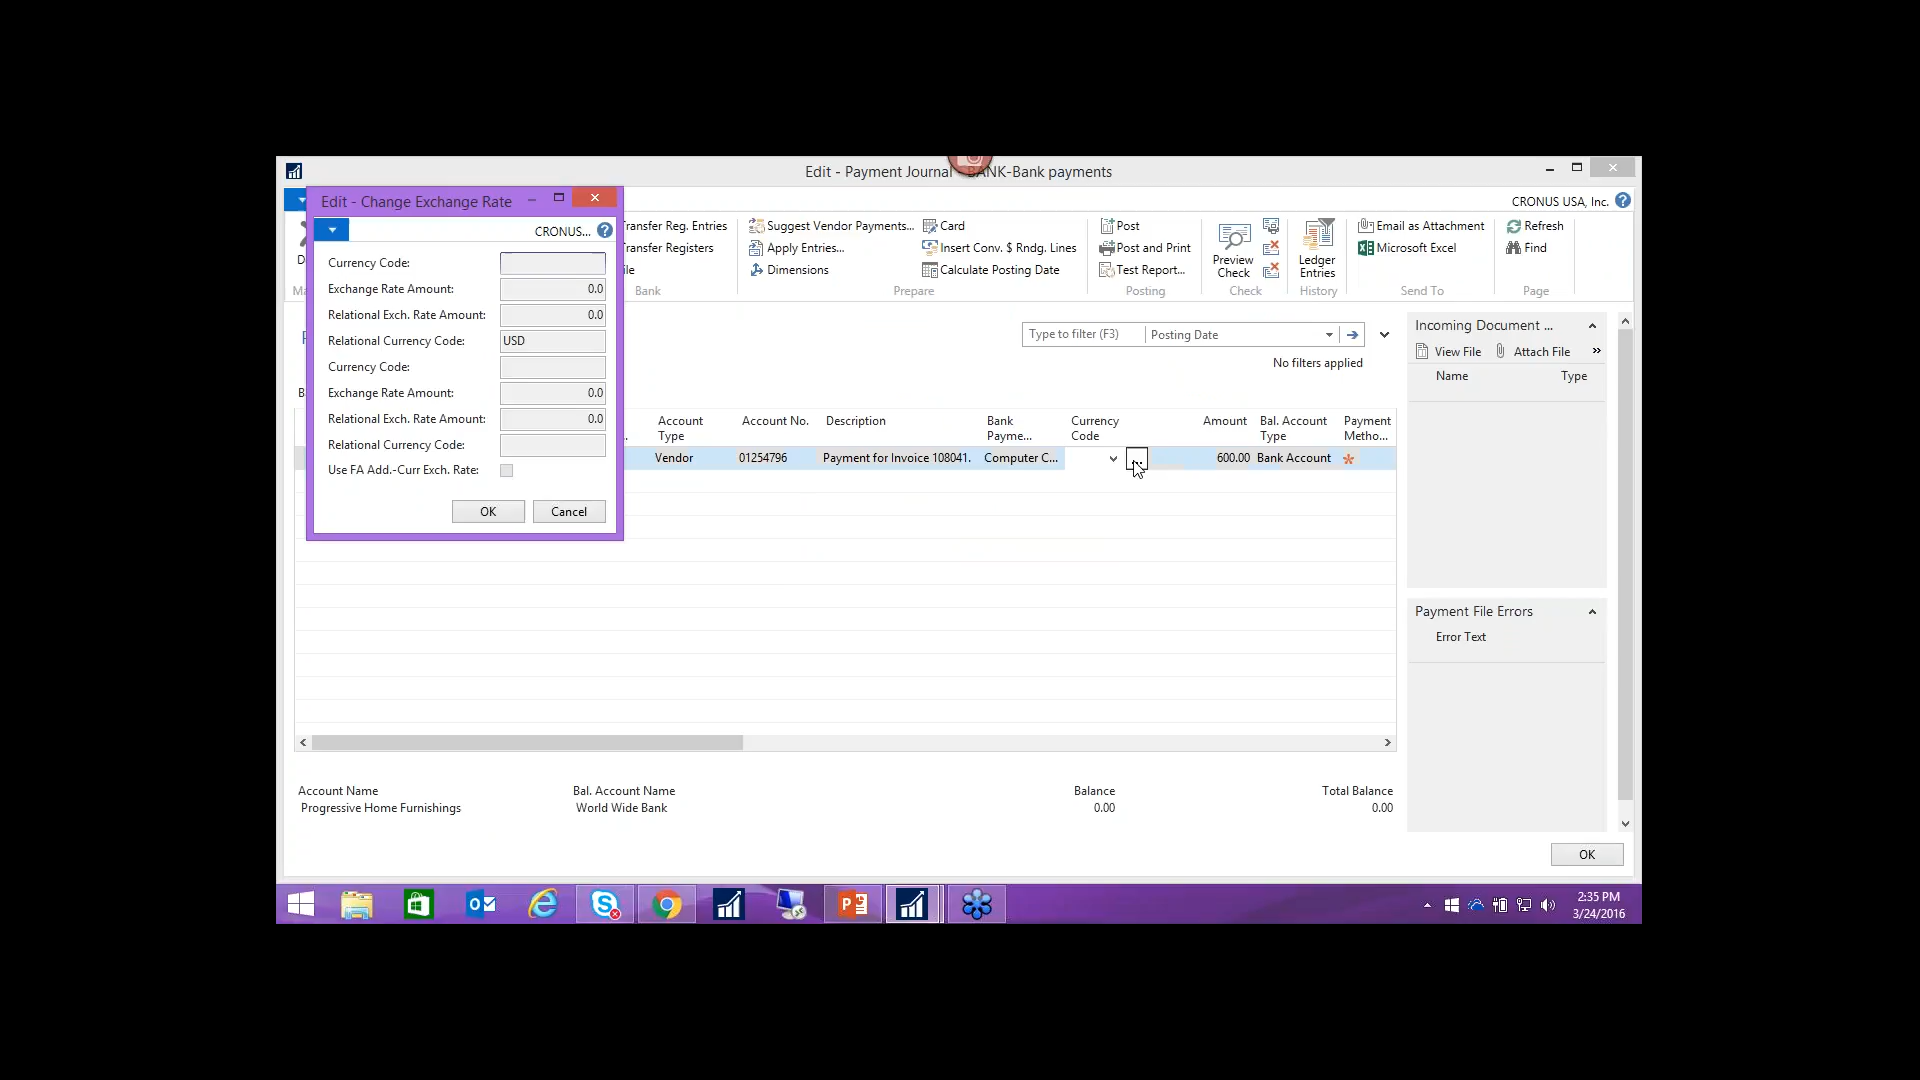 Edit - Payment Journal - BANK-Bank payments
CRONUS USA, Inc.
Edit - Change Exchange Rate
CRONUS...
Currency Code:
Exchange Rate Amount: 0.0
Relational Exch. Rate Amount: 0.0
Relational Currency Code: USD
Currency Code:
Exchange Rate Amount: 0.0
Relational Exch. Rate Amount: 0.0
Relational Currency Code:
Use FA Add.-Curr Exch. Rate:
OK Cancel
Transfer Reg. Entries
Transfer Registers
Bank
Suggest Vendor Payments...
Apply Entries...
Dimensions
Card
Insert Conv. $ Rndg. Lines
Calculate Posting Date
Prepare
Post
Post and Print
Test Report...
Posting
Preview
Check
Check
Ledger
Entries
History
Email as Attachment
Microsoft Excel
Send To
Refresh
Find
Page
Type to filter (F3) Posting Date
No filters applied
Account Type Account No. Description Bank Payme... Currency Code Amount Bal. Account Type Payment Metho...
Vendor 01254796 Payment for Invoice 108041. Computer C... ... 600.00 Bank Account *
Account Name Bal. Account Name Balance Total Balance
Progressive Home Furnishings World Wide Bank 0.00 0.00
Incoming Document ...
View File Attach File »
Name Type
Payment File Errors
Error Text
OK
2:35 PM
3/24/2016